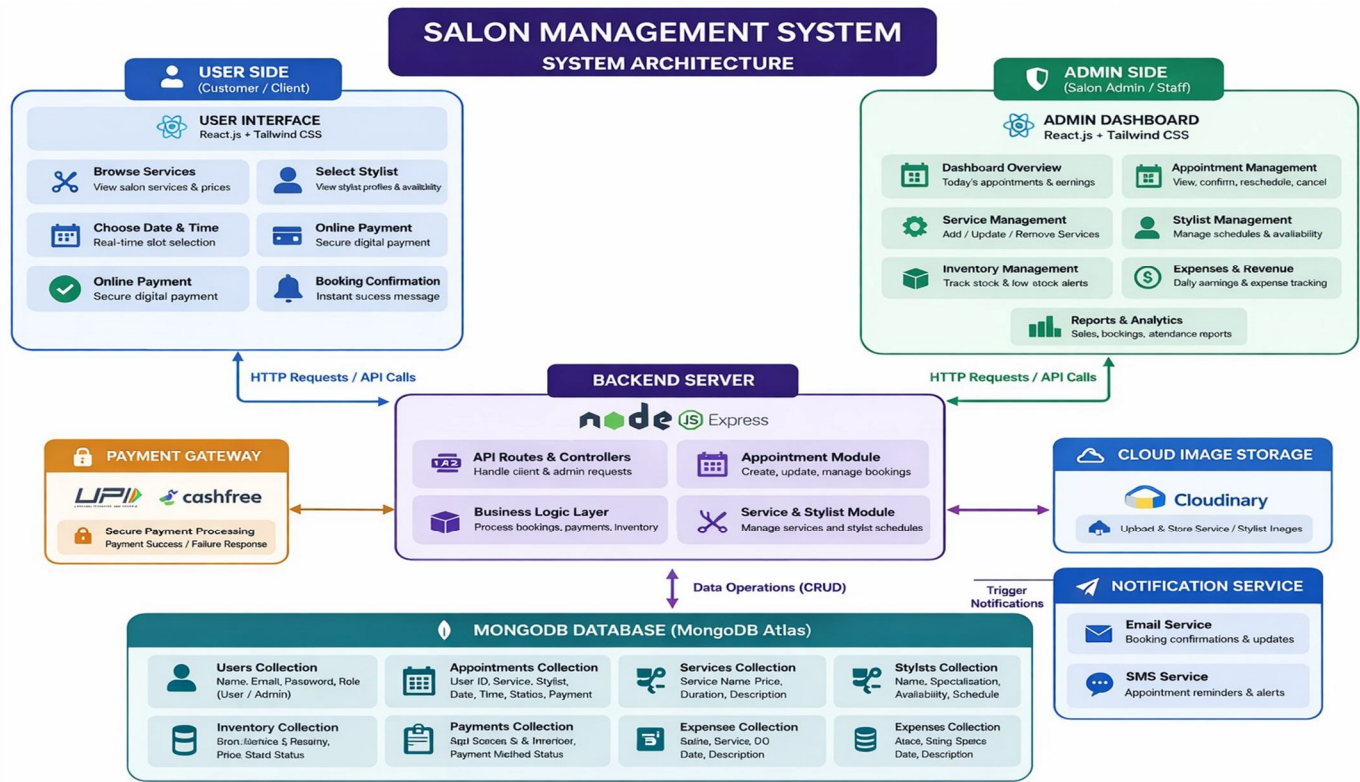 SALON MANAGEMENT SYSTEM
SYSTEM ARCHITECTURE
USER SIDE
(Customer / Client)
USER INTERFACE
React.js + Tailwind CSS
Browse Services
View salon services & prices
Select Stylist
View stylist profiles & availability
Choose Date & Time
Real-time slot selection
Online Payment
Secure digital payment
Online Payment
Secure digital payment
Booking Confirmation
Instant sucess message
ADMIN SIDE
(Salon Admin / Staff)
ADMIN DASHBOARD
React.js + Tailwind CSS
Dashboard Overview
Today's appointments & earnings
Appointment Management
View, confirm, reschedule, cancel
Service Management
Add / Update / Remove Services
Stylist Management
Manage schedules & availability
Inventory Management
Track stock & low stock alerts
Expenses & Revenue
Daily earnings & expense tracking
Reports & Analytics
Sales, bookings, atendance reports
HTTP Requests / API Calls
HTTP Requests / API Calls
BACKEND SERVER
node JS Express
API Routes & Controllers
Handle client & admin requests
Appointment Module
Create, update, manage bookings
Business Logic Layer
Process bookings, payments, Inventory
Service & Stylist Module
Manage services and stylist schedules
PAYMENT GATEWAY
UPI cashfree
Secure Payment Processing
Payment Success / Failure Response
CLOUD IMAGE STORAGE
Cloudinary
Upload & Store Service / Stylist
Data Operations (CRUD)
Trigger
Notifications
NOTIFICATION SERVICE
Email Service
Booking confirmations & updates
SMS Service
Appointment reminders & alerts
MONGODB DATABASE (MongoDB Atlas)
Users Collection
Name, Email, Password, Role
(User / Admin)
Appointments Collection
User ID, Service, Stylist,
Date, Time, Statios, Payment
Services Collection
Service Name Price,
Duration, Description
Stylsts Collection
Name, Specialisation,
Availability, Schedule
Inventory Collection
Price Stard Status
Payments Collection
Payment Method Status
Expensee Collection
Service,
Date, Description
Expenses Collection
Date, Description